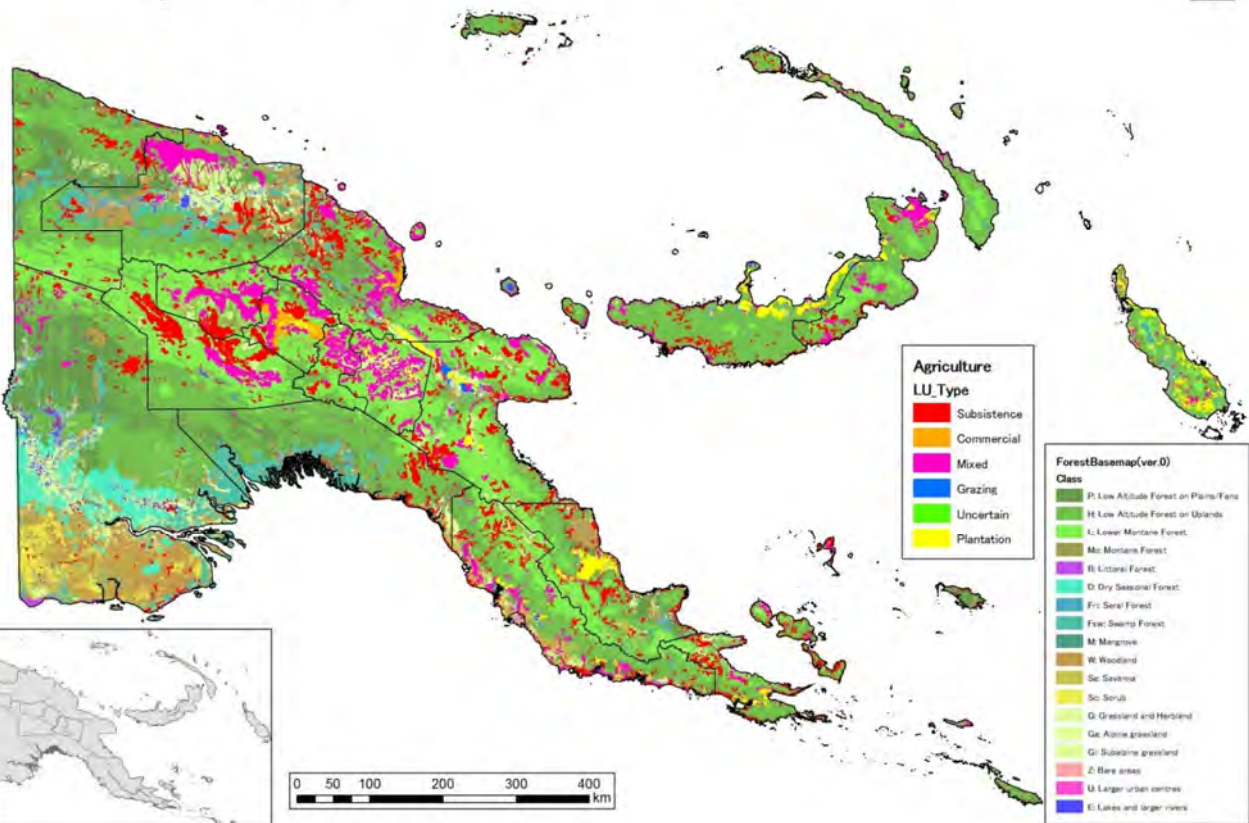 Agriculture
LU_Type
Subsistence
Commercial
Mixed
Grazing
Uncertain
Plantation
ForestBasemap(ver.0)
Class
P: Low Altitude Forest on Plains/Fans
H: Low Altitude Forest on Uplands
L: Lower Montane Forest
Mo: Montane Forest
B: Littoral Forest
D: Dry Seasonal Forest
Fri: Seral Forest
Fsw: Swamp Forest
M: Mangrove
W: Woodland
Sa: Savanna
Sc: Scrub
G: Grassland and Herbland
Ga: Alpine grassland
Gi: Subalpine grassland
Z: Bare areas
U: Larger urban centres
E: Lakes and larger rivers
0 50 100 200 300 400
km